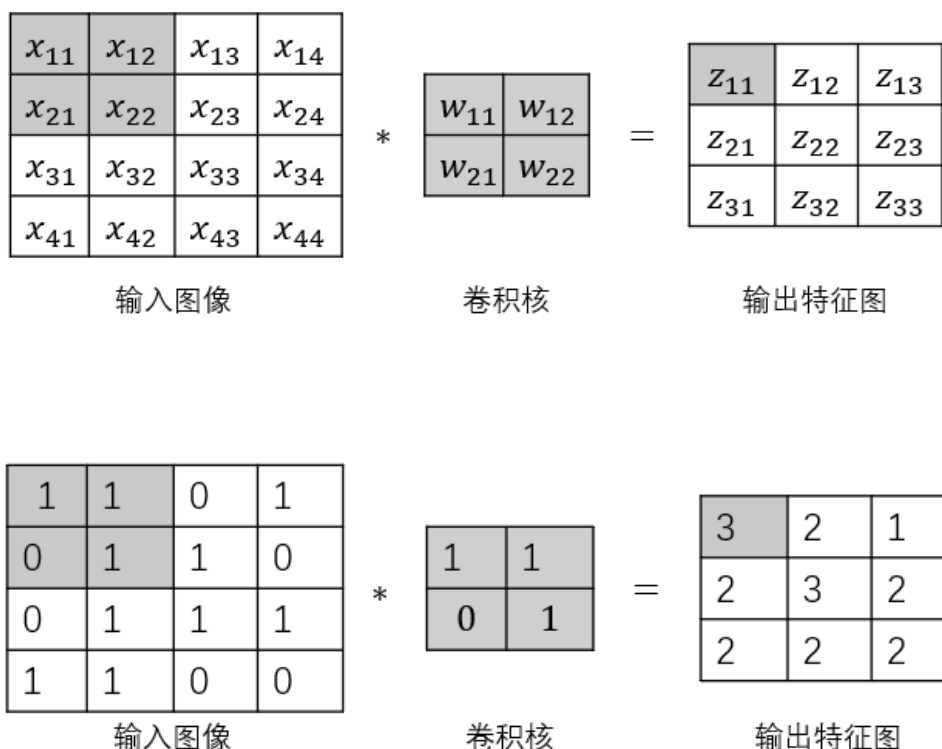 x₁₁ x₁₂ x₁₃ x₁₄
x₂₁ x₂₂ x₂₃ x₂₄
x₃₁ x₃₂ x₃₃ x₃₄
x₄₁ x₄₂ x₄₃ x₄₄
*
w₁₁ w₁₂
w₂₁ w₂₂
=
z₁₁ z₁₂ z₁₃
z₂₁ z₂₂ z₂₃
z₃₁ z₃₂ z₃₃
输入图像 卷积核 输出特征图
1 1 0 1
0 1 1 0
0 1 1 1
1 1 0 0
*
1 1
0 1
=
3 2 1
2 3 2
2 2 2
输入图像 卷积核 输出特征图